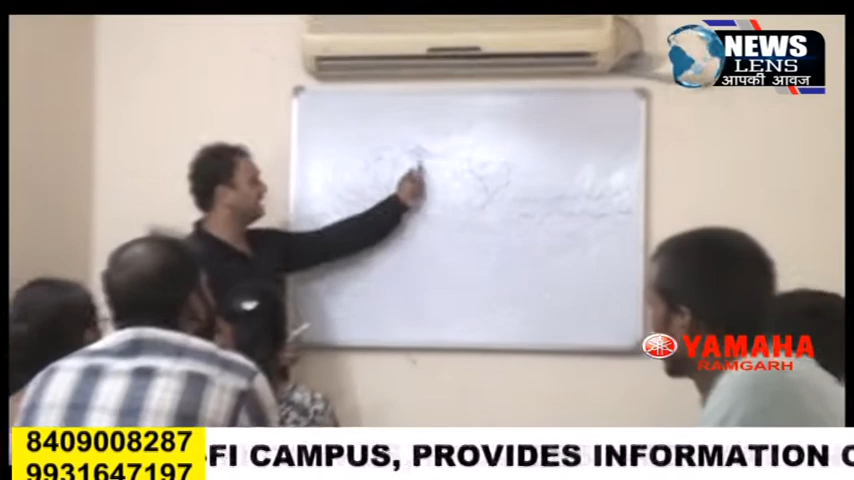 NEWS
LENS
आपकी आवज
YAMAHA
RAMGARH
8409008287
9931647197
-FI CAMPUS, PROVIDES INFORMATION